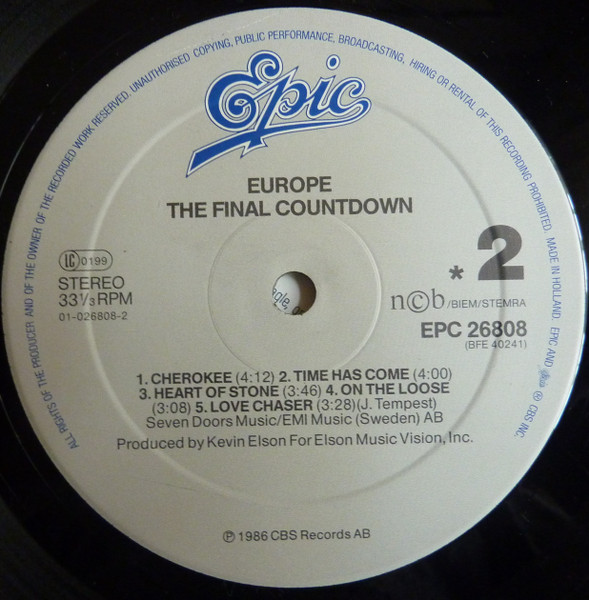 ALL RIGHTS OF THE PRODUCER AND OF THE OWNER OF THE RECORDED WORK RESERVED. UNAUTHORISED COPYING, PUBLIC PERFORMANCE, BROADCASTING, HIRING OR RENTAL OF THIS RECORDING PROHIBITED. MADE IN HOLLAND. EPIC AND ® CBS INC.
Epic
EUROPE
THE FINAL COUNTDOWN
LC 0199
STEREO
33 1/3 RPM
01-026808-2
* 2
n©b/BIEM/STEMRA
EPC 26808
(BFE 40241)
1. CHEROKEE (4:12) 2. TIME HAS COME (4:00)
3. HEART OF STONE (3:46) 4. ON THE LOOSE
(3:08) 5. LOVE CHASER (3:28)(J. Tempest)
Seven Doors Music/EMI Music (Sweden) AB
Produced by Kevin Elson For Elson Music Vision, Inc.
℗ 1986 CBS Records AB